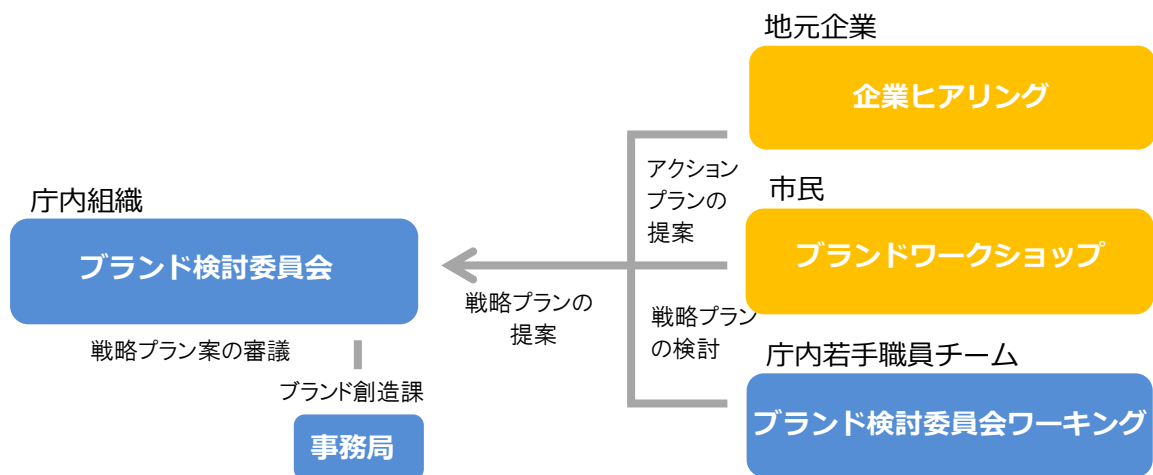 地元企業
企業ヒアリング
アクション
プランの
提案
市民
ブランドワークショップ
庁内組織
ブランド検討委員会
戦略プランの
提案
戦略プラン
の検討
戦略プラン案の審議
庁内若手職員チーム
ブランド検討委員会ワーキング
ブランド創造課
事務局